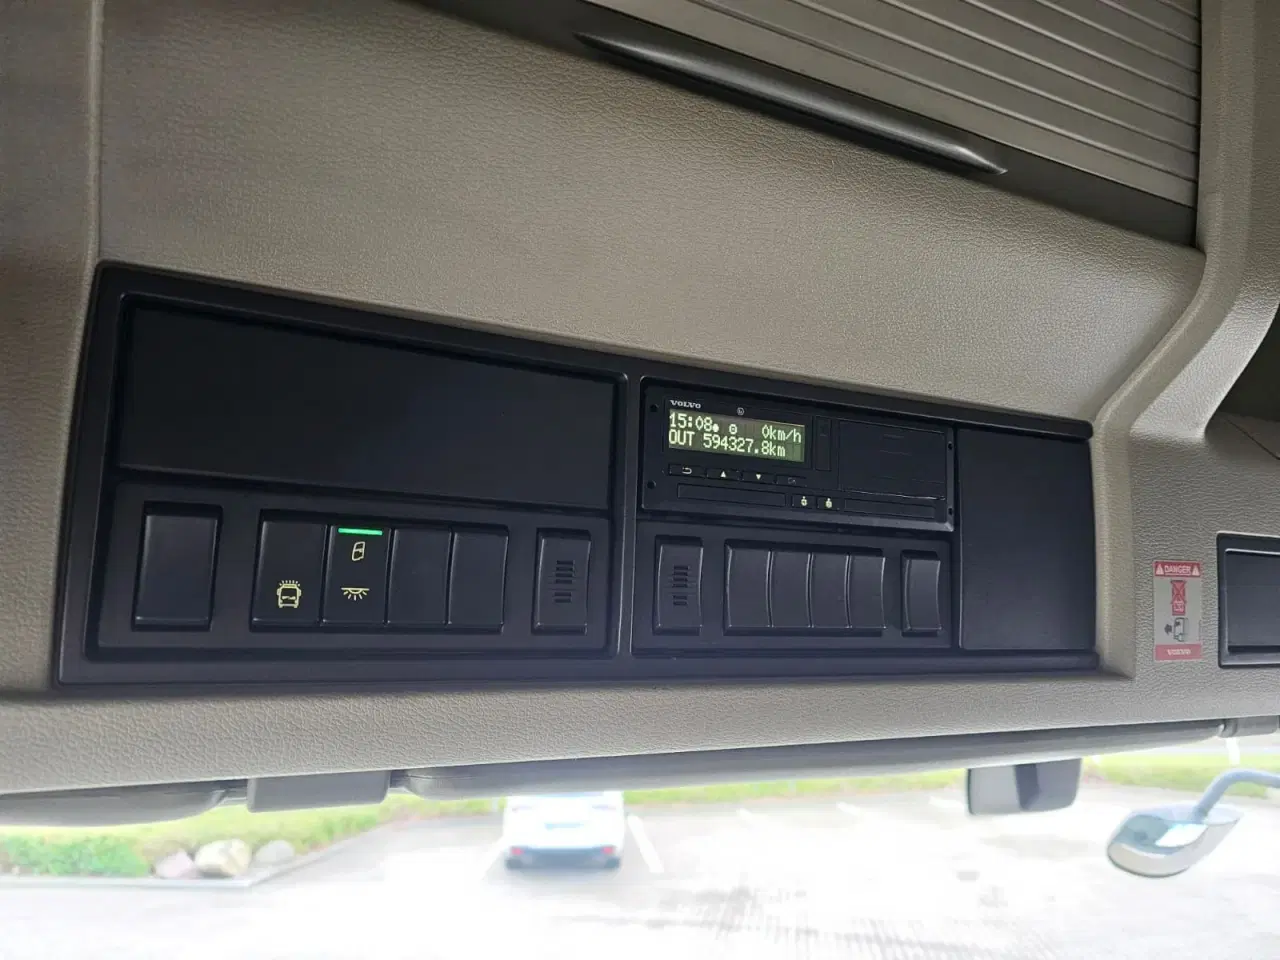 VOLVO
15:08 0km/h
OUT 594327.8km
DANGER
VOLVO